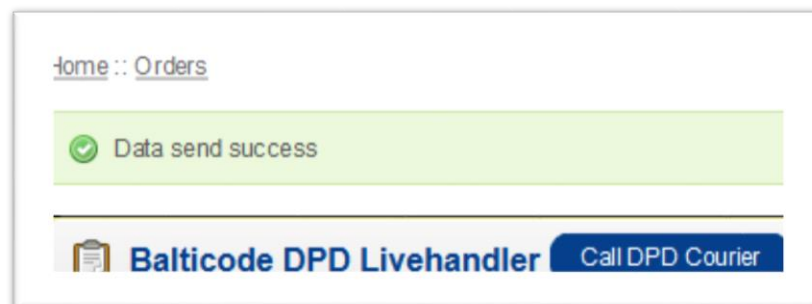 Home :: Orders
Data send success
Balticode DPD Livehandler Call DPD Courier